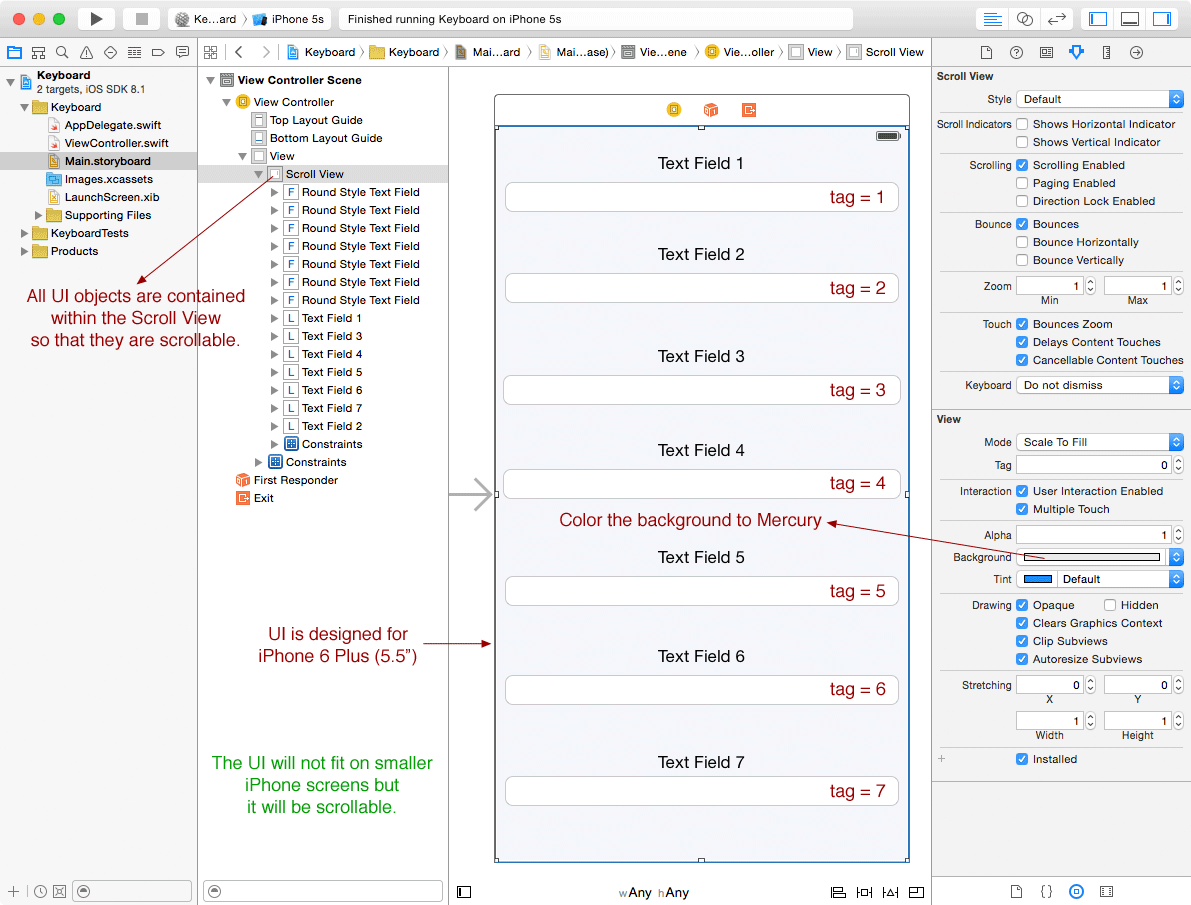 Ke...ard
iPhone 5s
Finished running Keyboard on iPhone 5s
Keyboard
Keyboard
Mai...ard
Mai...ase)
Vie...ene
Vie...oller
View
Scroll View
Keyboard
2 targets, iOS SDK 8.1
Keyboard
AppDelegate.swift
ViewController.swift
Main.storyboard
Images.xcassets
LaunchScreen.xib
Supporting Files
KeyboardTests
Products
All UI objects are contained
within the Scroll View
so that they are scrollable.
View Controller Scene
View Controller
Top Layout Guide
Bottom Layout Guide
View
Scroll View
F Round Style Text Field
F Round Style Text Field
F Round Style Text Field
F Round Style Text Field
F Round Style Text Field
F Round Style Text Field
F Round Style Text Field
L Text Field 1
L Text Field 3
L Text Field 4
L Text Field 5
L Text Field 6
L Text Field 7
L Text Field 2
Constraints
Constraints
First Responder
Exit
UI is designed for
iPhone 6 Plus (5.5”)
The UI will not fit on smaller
iPhone screens but
it will be scrollable.
Text Field 1
tag = 1
Text Field 2
tag = 2
Text Field 3
tag = 3
Text Field 4
tag = 4
Color the background to Mercury
Text Field 5
tag = 5
Text Field 6
tag = 6
Text Field 7
tag = 7
wAny hAny
Scroll View
Style Default
Scroll Indicators Shows Horizontal Indicator
Shows Vertical Indicator
Scrolling Scrolling Enabled
Paging Enabled
Direction Lock Enabled
Bounce Bounces
Bounce Horizontally
Bounce Vertically
Zoom 1 1
Min Max
Touch Bounces Zoom
Delays Content Touches
Cancellable Content Touches
Keyboard Do not dismiss
View
Mode Scale To Fill
Tag 0
Interaction User Interaction Enabled
Multiple Touch
Alpha 1
Background
Tint Default
Drawing Opaque Hidden
Clears Graphics Context
Clip Subviews
Autoresize Subviews
Stretching 0 0
X Y
1 1
Width Height
+ Installed